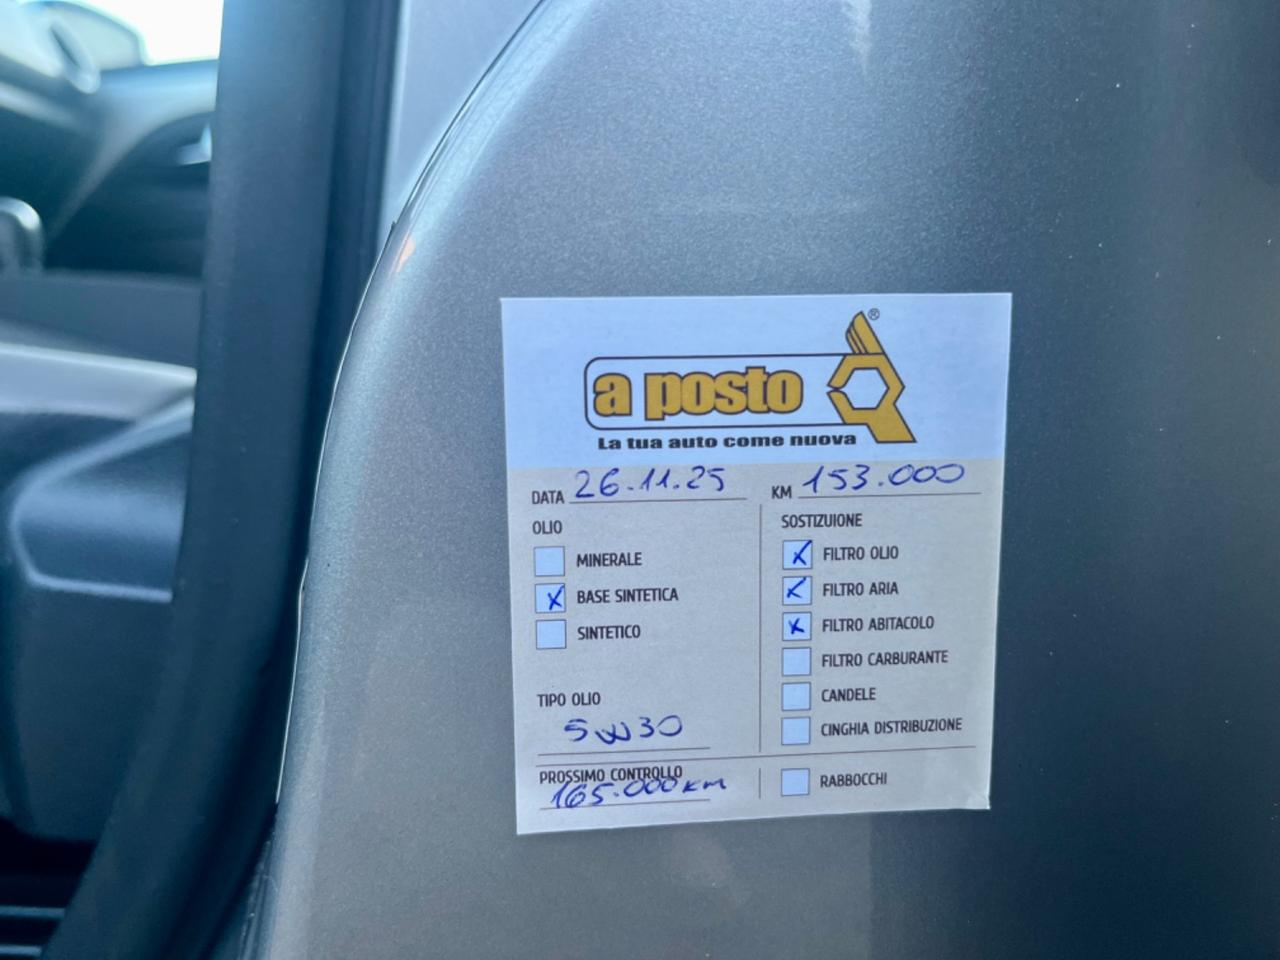 ®
a posto
La tua auto come nuova
DATA 26.11.25
KM 153.000
OLIO
MINERALE
x BASE SINTETICA
SINTETICO
TIPO OLIO
5W30
PROSSIMO CONTROLLO
165.000 KM
SOSTIZUIONE
x FILTRO OLIO
x FILTRO ARIA
x FILTRO ABITACOLO
FILTRO CARBURANTE
CANDELE
CINGHIA DISTRIBUZIONE
RABBOCCHI